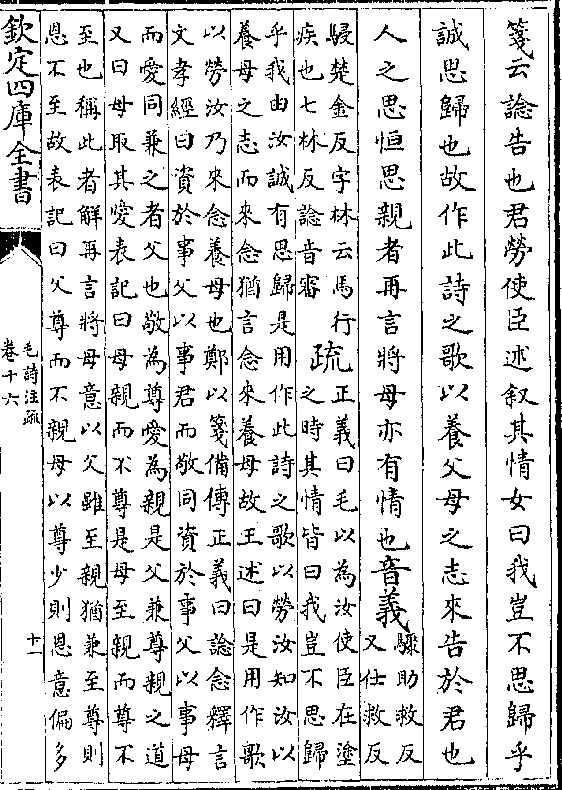 箋云諗告也君勞使臣述叙其情女曰我豈不思歸乎
誠思歸也故作此詩之歌以養父母之志來告於君也
人之思恒思親者再言將母亦有情也音義
驟助救反
又仕救反
駸楚金反字林云馬行
疾也七林反諗音審
疏
正義曰毛以為汝使臣在塗
之時其情皆曰我豈不思歸
乎我由汝誠有思歸是用作此詩之歌以勞汝知汝以
養母之志而來念猶言念來養母故王述曰是用作歌
以勞汝乃來念養母也鄭以箋備傳正義曰諗念釋言
文孝經曰資於事父以事君而敬同資於事父以事母
而愛同兼之者父也敬為尊愛為親是父兼尊親之道
又曰母取其愛表記曰母親而不尊是母至親而尊不
至也稱此者解再言將母意以父雖至親猶兼至尊則
恩不至故表記曰父尊而不親母以尊少則恩意偏多
欽定四庫全書
毛詩注疏
卷十六
十一